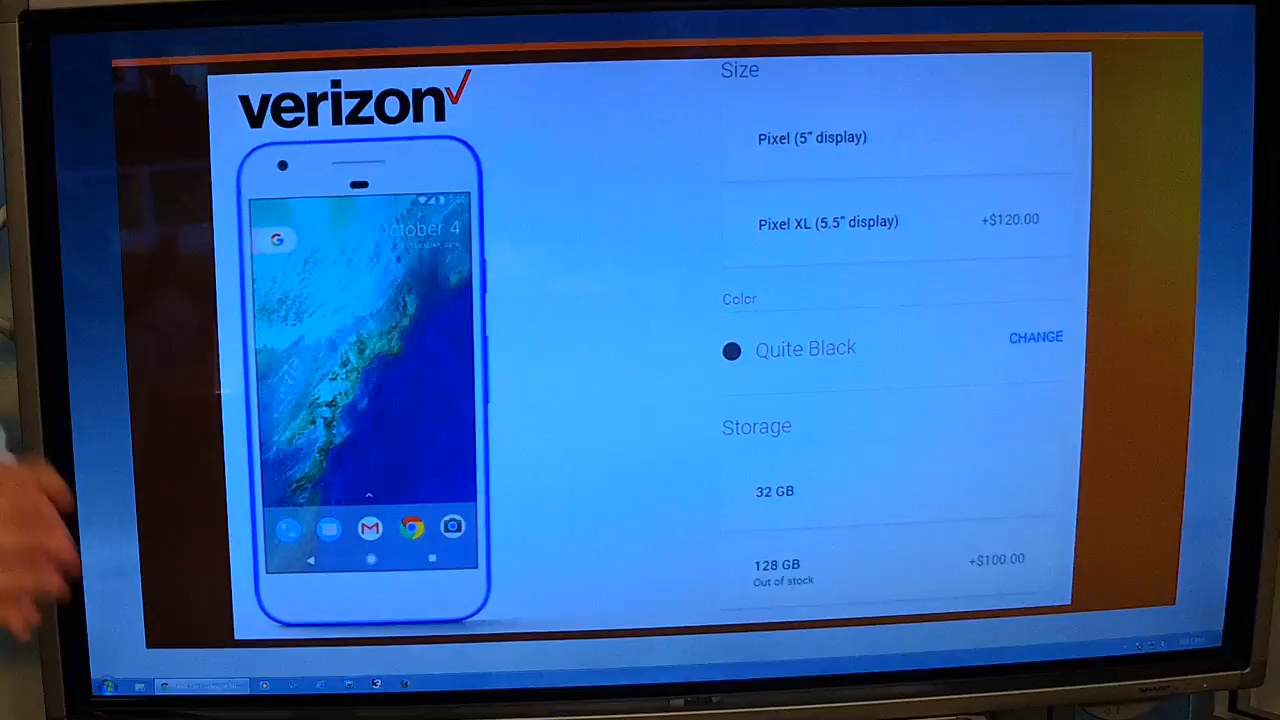 verizon
October 4
Size
Pixel (5" display)
Pixel XL (5.5" display) +$120.00
Color
Quite Black CHANGE
Storage
32 GB
128 GB +$100.00
Out of stock
SHARP